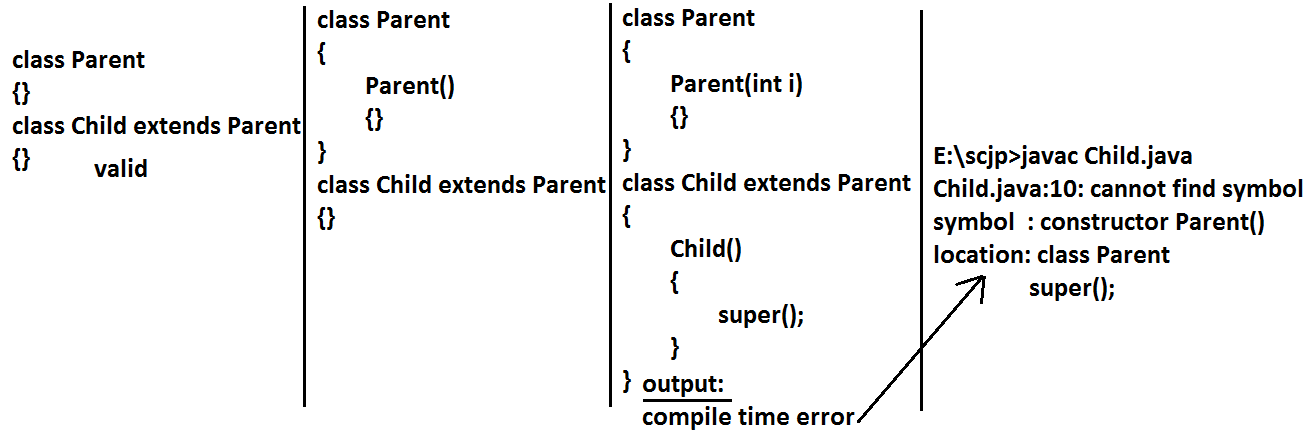 class Parent
{}
class Child extends Parent
{}
valid
class Parent
{
Parent()
{}
}
class Child extends Parent
{}
class Parent
{
Parent(int i)
{}
}
class Child extends Parent
{
Child()
{
super();
}
}
output:
compile time error
E:\scjp>javac Child.java
Child.java:10: cannot find symbol
symbol  : constructor Parent()
location: class Parent
super();